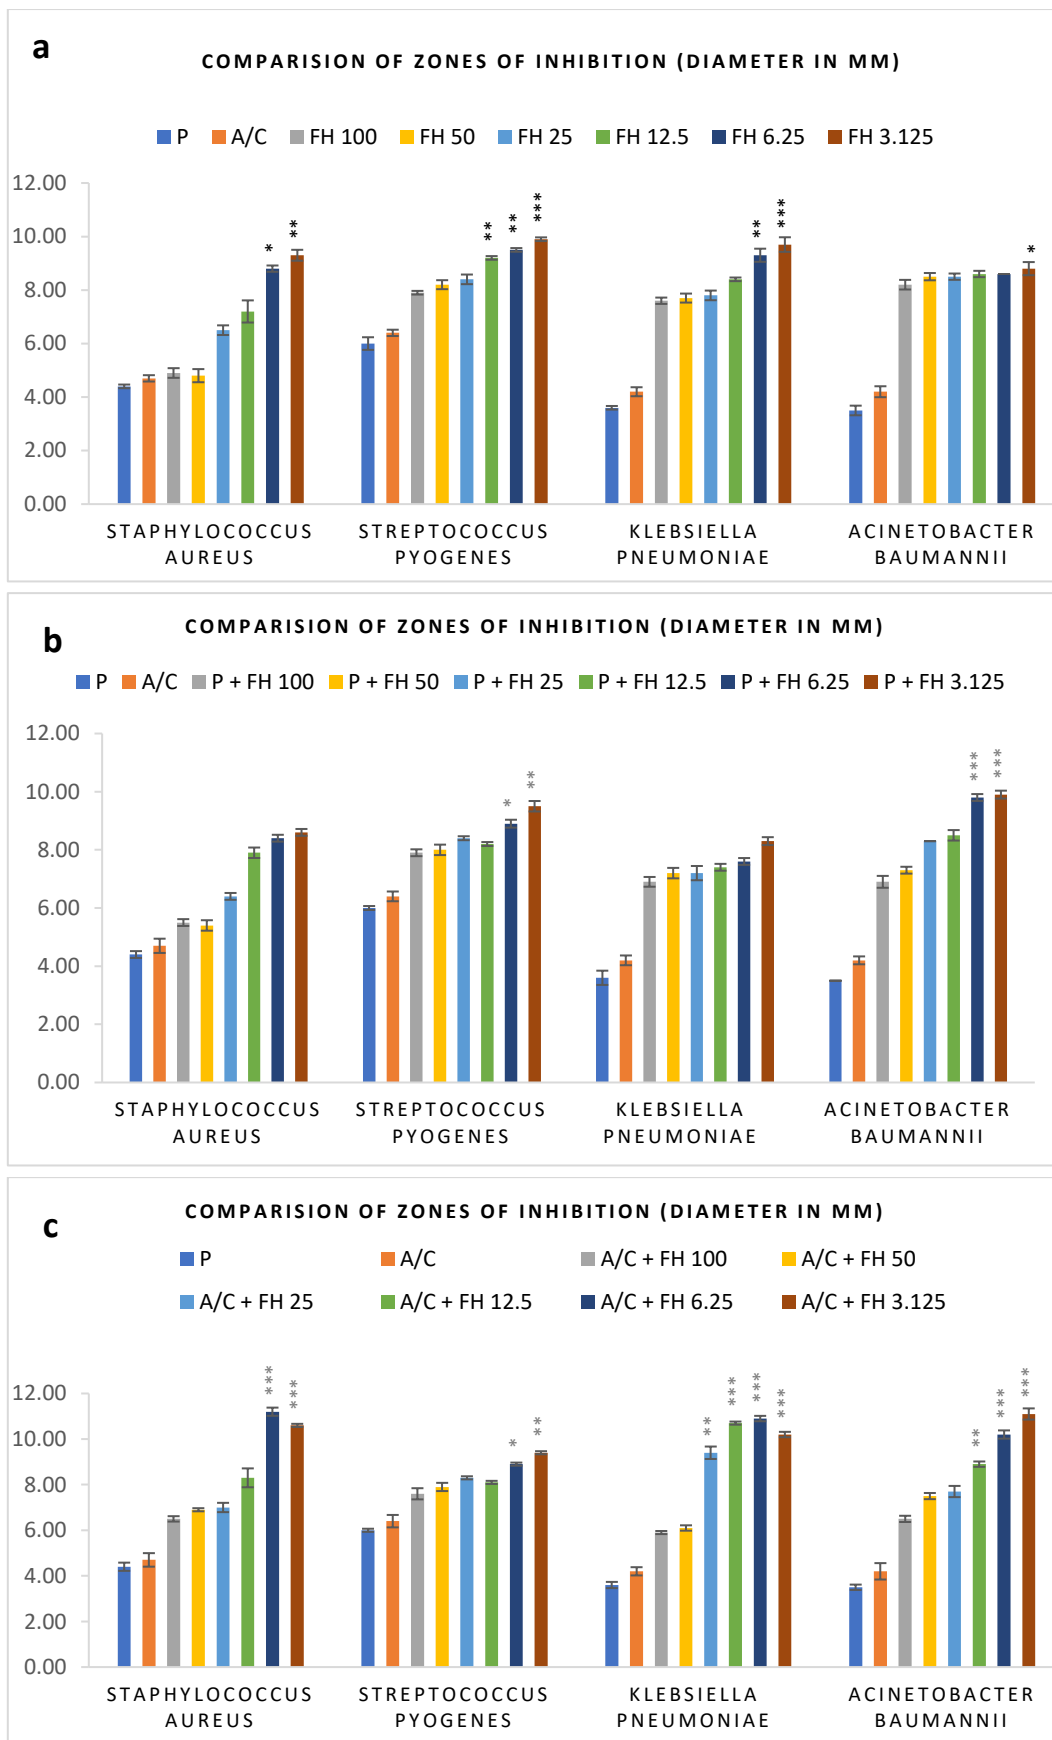 a
COMPARISION OF ZONES OF INHIBITION (DIAMETER IN MM)
P A/C FH 100 FH 50 FH 25 FH 12.5 FH 6.25 FH 3.125
12.00
10.00
8.00
6.00
4.00
2.00
0.00
* ** ** ** *** ** *** *
STAPHYLOCOCCUS AUREUS
STREPTOCOCCUS PYOGENES
KLEBSIELLA PNEUMONIAE
ACINETOBACTER BAUMANNII
b
COMPARISION OF ZONES OF INHIBITION (DIAMETER IN MM)
P A/C P + FH 100 P + FH 50 P + FH 25 P + FH 12.5 P + FH 6.25 P + FH 3.125
12.00
10.00
8.00
6.00
4.00
2.00
0.00
* ** *** ***
STAPHYLOCOCCUS AUREUS
STREPTOCOCCUS PYOGENES
KLEBSIELLA PNEUMONIAE
ACINETOBACTER BAUMANNII
c
COMPARISION OF ZONES OF INHIBITION (DIAMETER IN MM)
P A/C A/C + FH 100 A/C + FH 50
A/C + FH 25 A/C + FH 12.5 A/C + FH 6.25 A/C + FH 3.125
12.00
10.00
8.00
6.00
4.00
2.00
0.00
*** *** * ** ** *** *** *** ** *** ***
STAPHYLOCOCCUS AUREUS
STREPTOCOCCUS PYOGENES
KLEBSIELLA PNEUMONIAE
ACINETOBACTER BAUMANNII